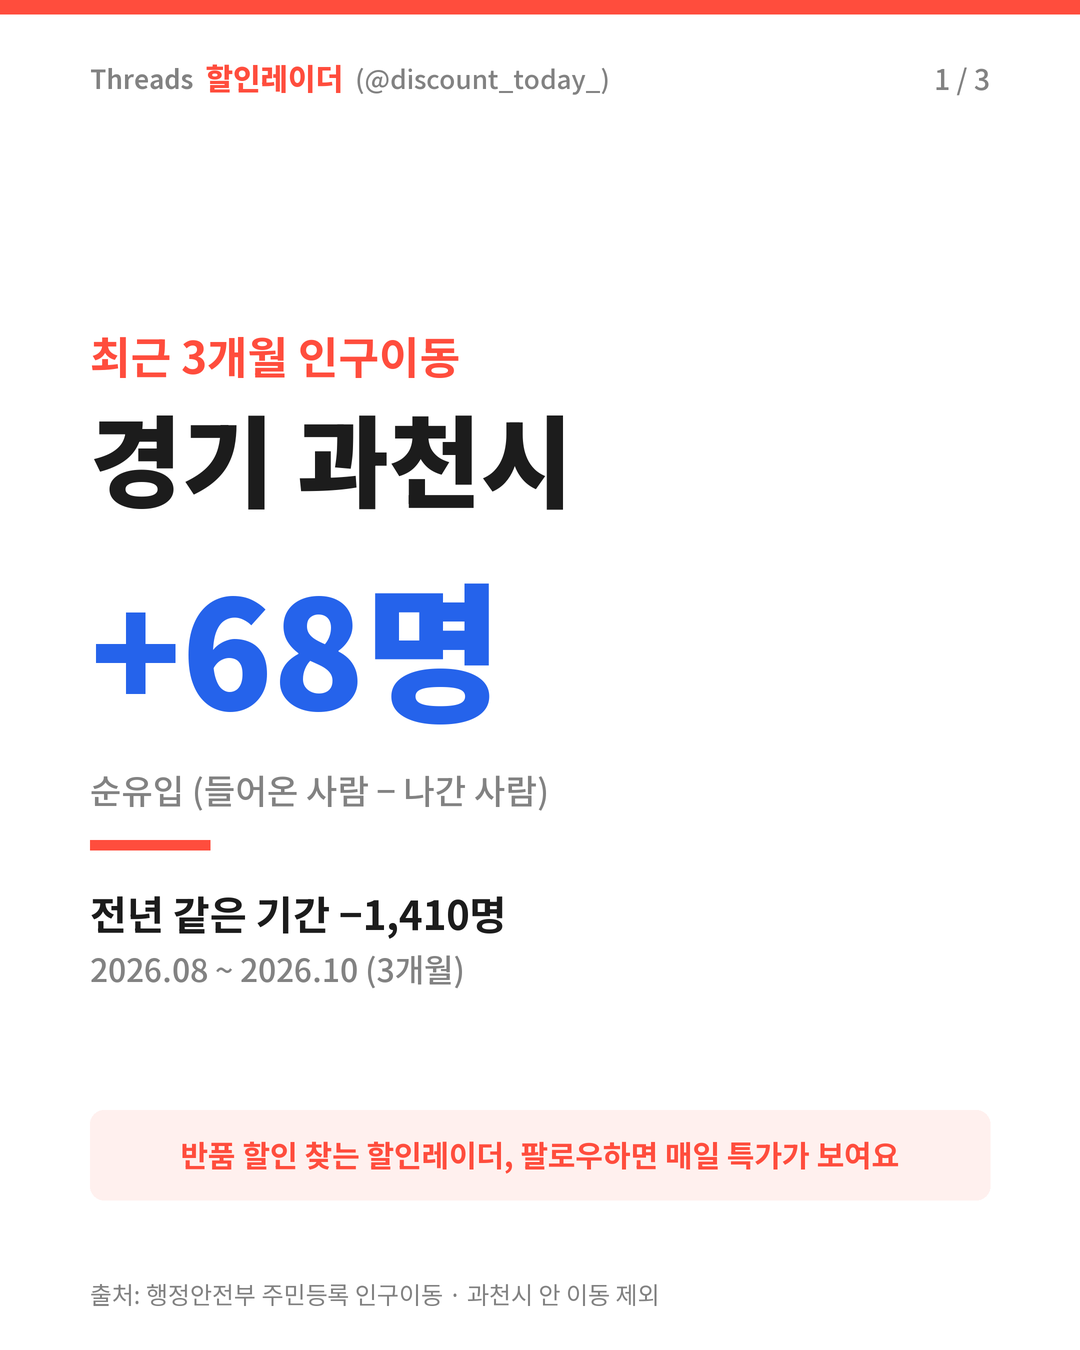 Threads 할인레이더 (@discount_today_)
1 / 3
최근 3개월 인구이동
경기 과천시
+68명
순유입 (들어온 사람 − 나간 사람)
전년 같은 기간 −1,410명
2026.08 ~ 2026.10 (3개월)
반품 할인 찾는 할인레이더, 팔로우하면 매일 특가가 보여요
출처: 행정안전부 주민등록 인구이동 · 과천시 안 이동 제외